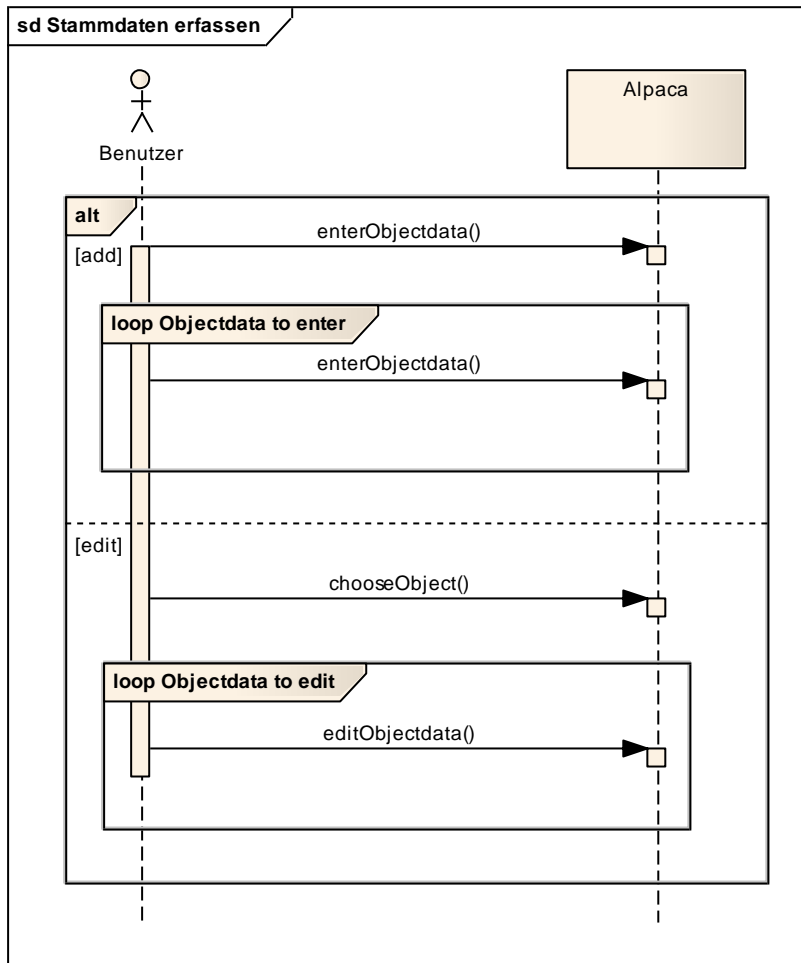 sd Stammdaten erfassen
Benutzer
Alpaca
alt
[add]
enterObjectdata()
loop Objectdata to enter
enterObjectdata()
[edit]
chooseObject()
loop Objectdata to edit
editObjectdata()